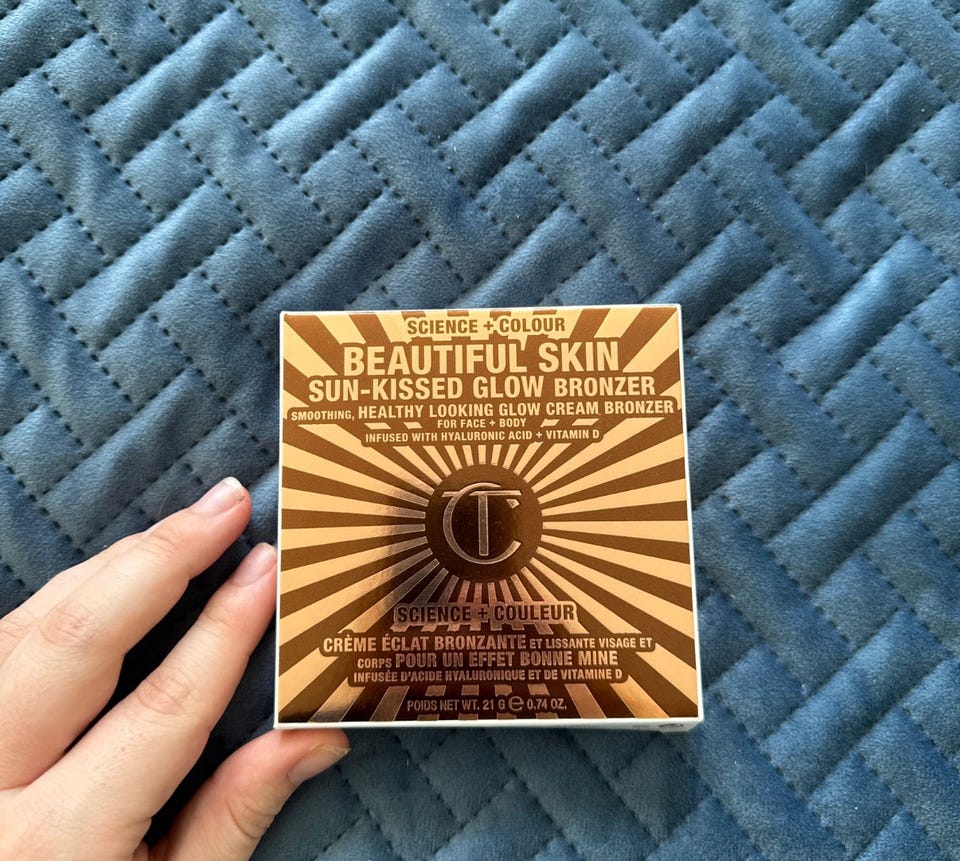 SCIENCE + COLOUR
BEAUTIFUL SKIN
SUN-KISSED GLOW BRONZER
SMOOTHING, HEALTHY LOOKING GLOW CREAM BRONZER
FOR FACE + BODY
INFUSED WITH HYALURONIC ACID + VITAMIN D
CT
SCIENCE + COULEUR
CRÈME ÉCLAT BRONZANTE ET LISSANTE VISAGE ET
CORPS POUR UN EFFET BONNE MINE
INFUSÉE D'ACIDE HYALURONIQUE ET DE VITAMINE D
POIDS NET WT. 21 G ℮ 0.74 OZ.